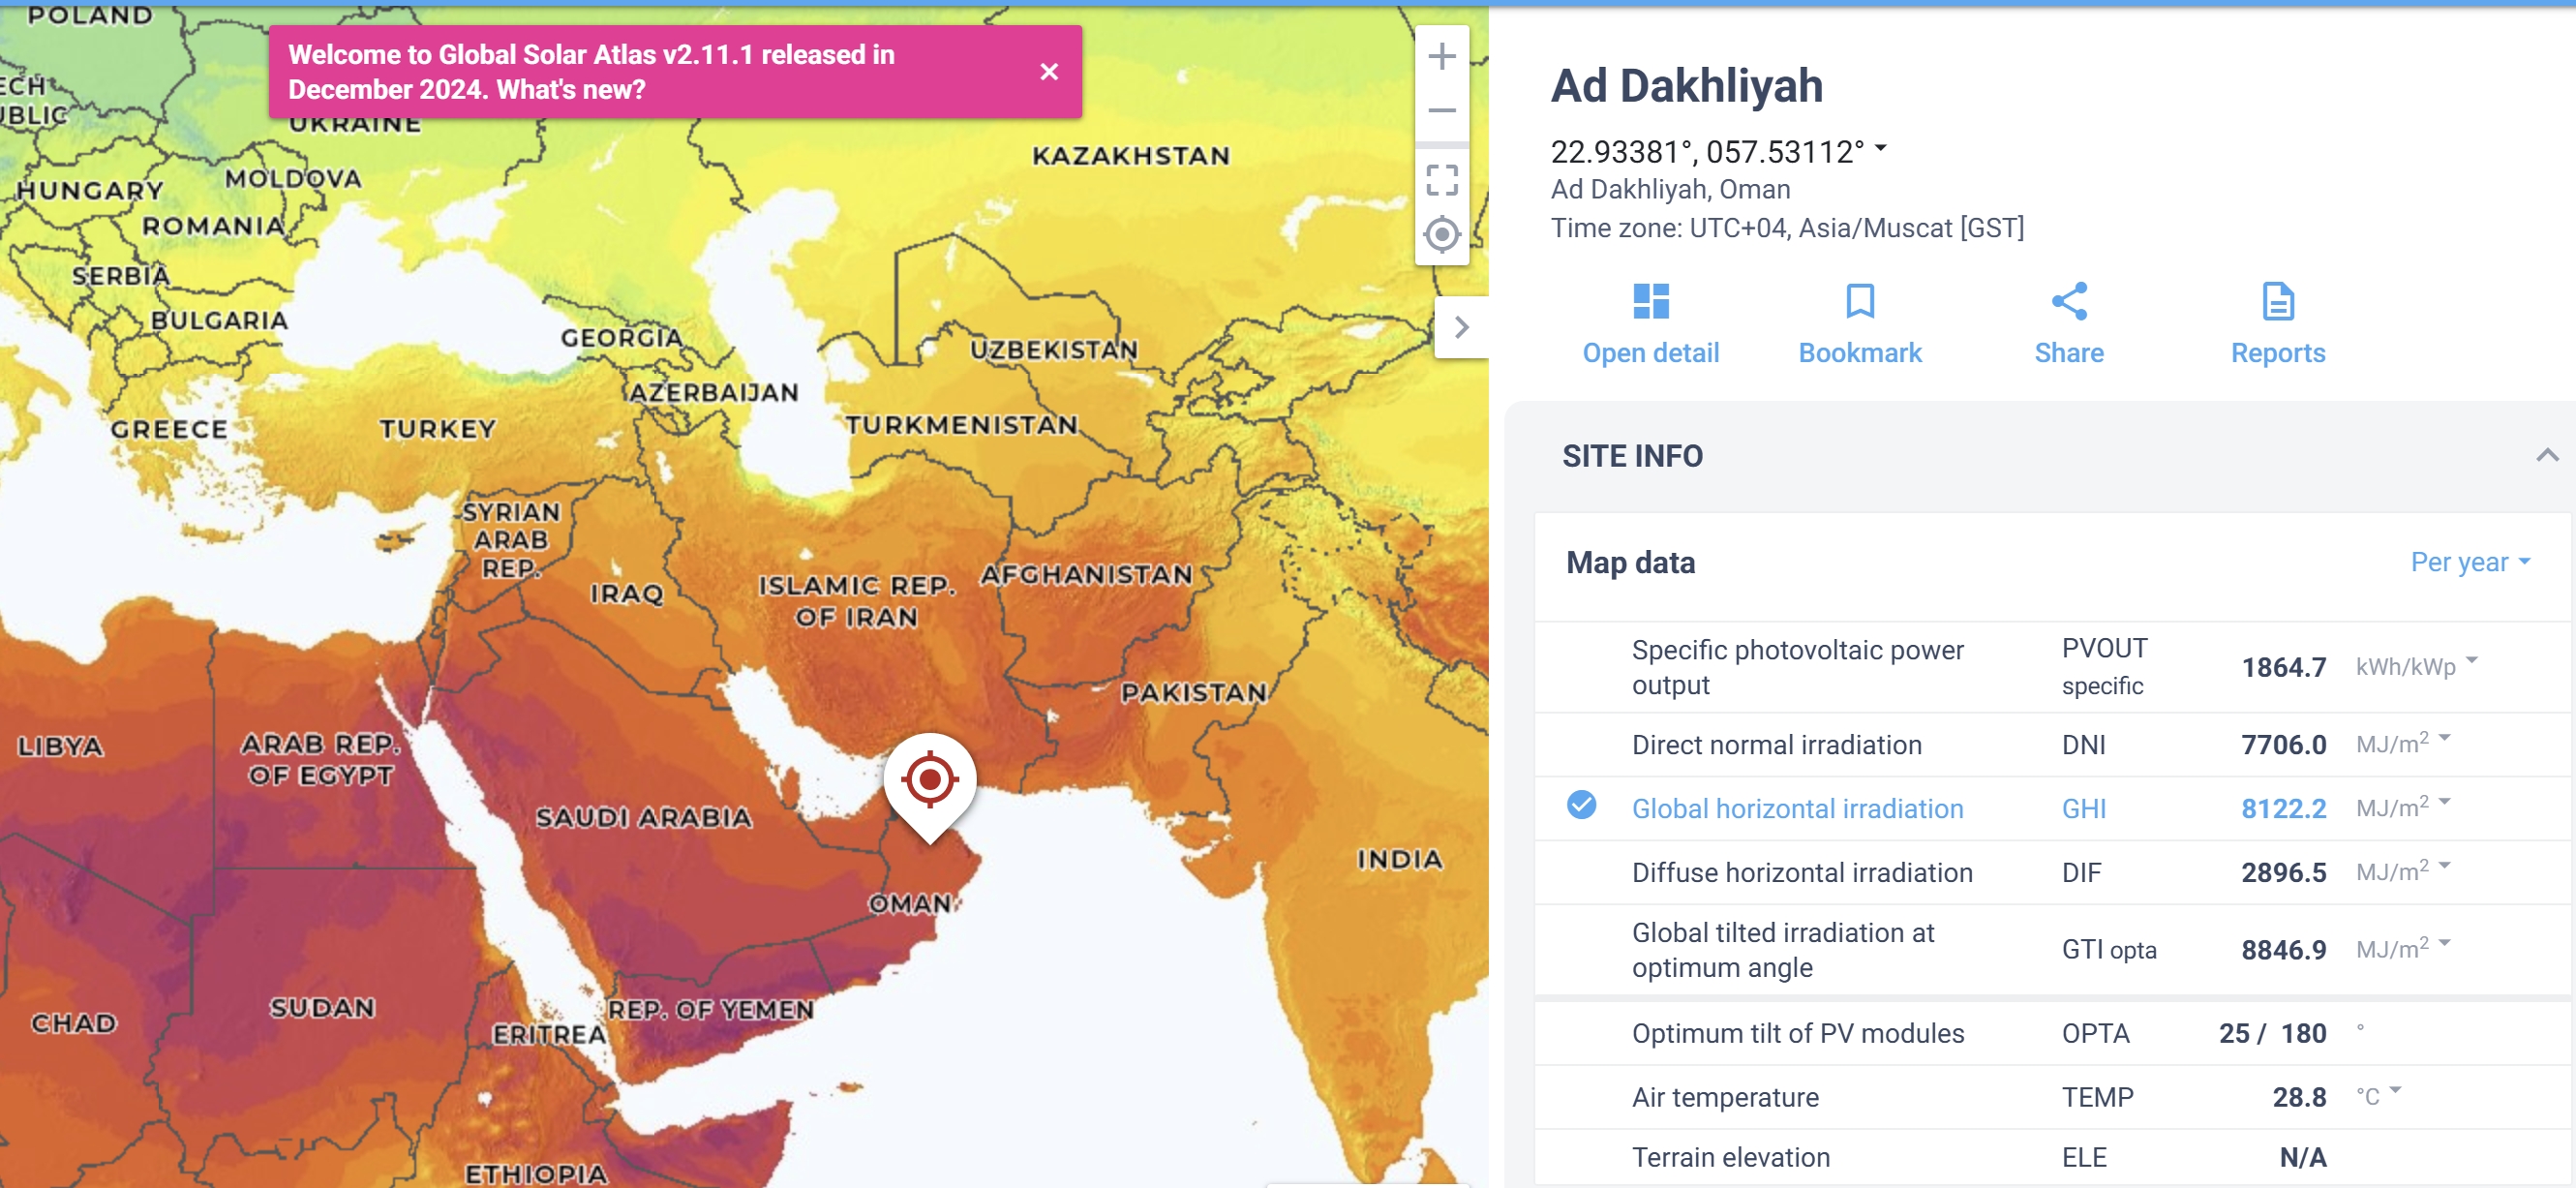 POLAND
Welcome to Global Solar Atlas v2.11.1 released in
December 2024. What's new?
ECH
UBLIC
UKRAINE
KAZAKHSTAN
MOLDOVA
HUNGARY
ROMANIA
SERBIA
BULGARIA
GEORGIA
UZBEKISTAN
AZERBAIJAN
GREECE
TURKEY
TURKMENISTAN
SYRIAN
ARAB
REP.
IRAQ
ISLAMIC REP.
OF IRAN
AFGHANISTAN
PAKISTAN
LIBYA
ARAB REP.
OF EGYPT
SAUDI ARABIA
INDIA
OMAN
SUDAN
CHAD
REP. OF YEMEN
ERITREA
ETHIOPIA
Ad Dakhliyah
22.93381°, 057.53112°
Ad Dakhliyah, Oman
Time zone: UTC+04, Asia/Muscat [GST]
Open detail Bookmark Share Reports
SITE INFO
Map data Per year
Specific photovoltaic power
output PVOUT
specific 1864.7 kWh/kWp
Direct normal irradiation DNI 7706.0 MJ/m²
Global horizontal irradiation GHI 8122.2 MJ/m²
Diffuse horizontal irradiation DIF 2896.5 MJ/m²
Global tilted irradiation at
optimum angle GTI opta 8846.9 MJ/m²
Optimum tilt of PV modules OPTA 25 / 180 °
Air temperature TEMP 28.8 °C
Terrain elevation ELE N/A